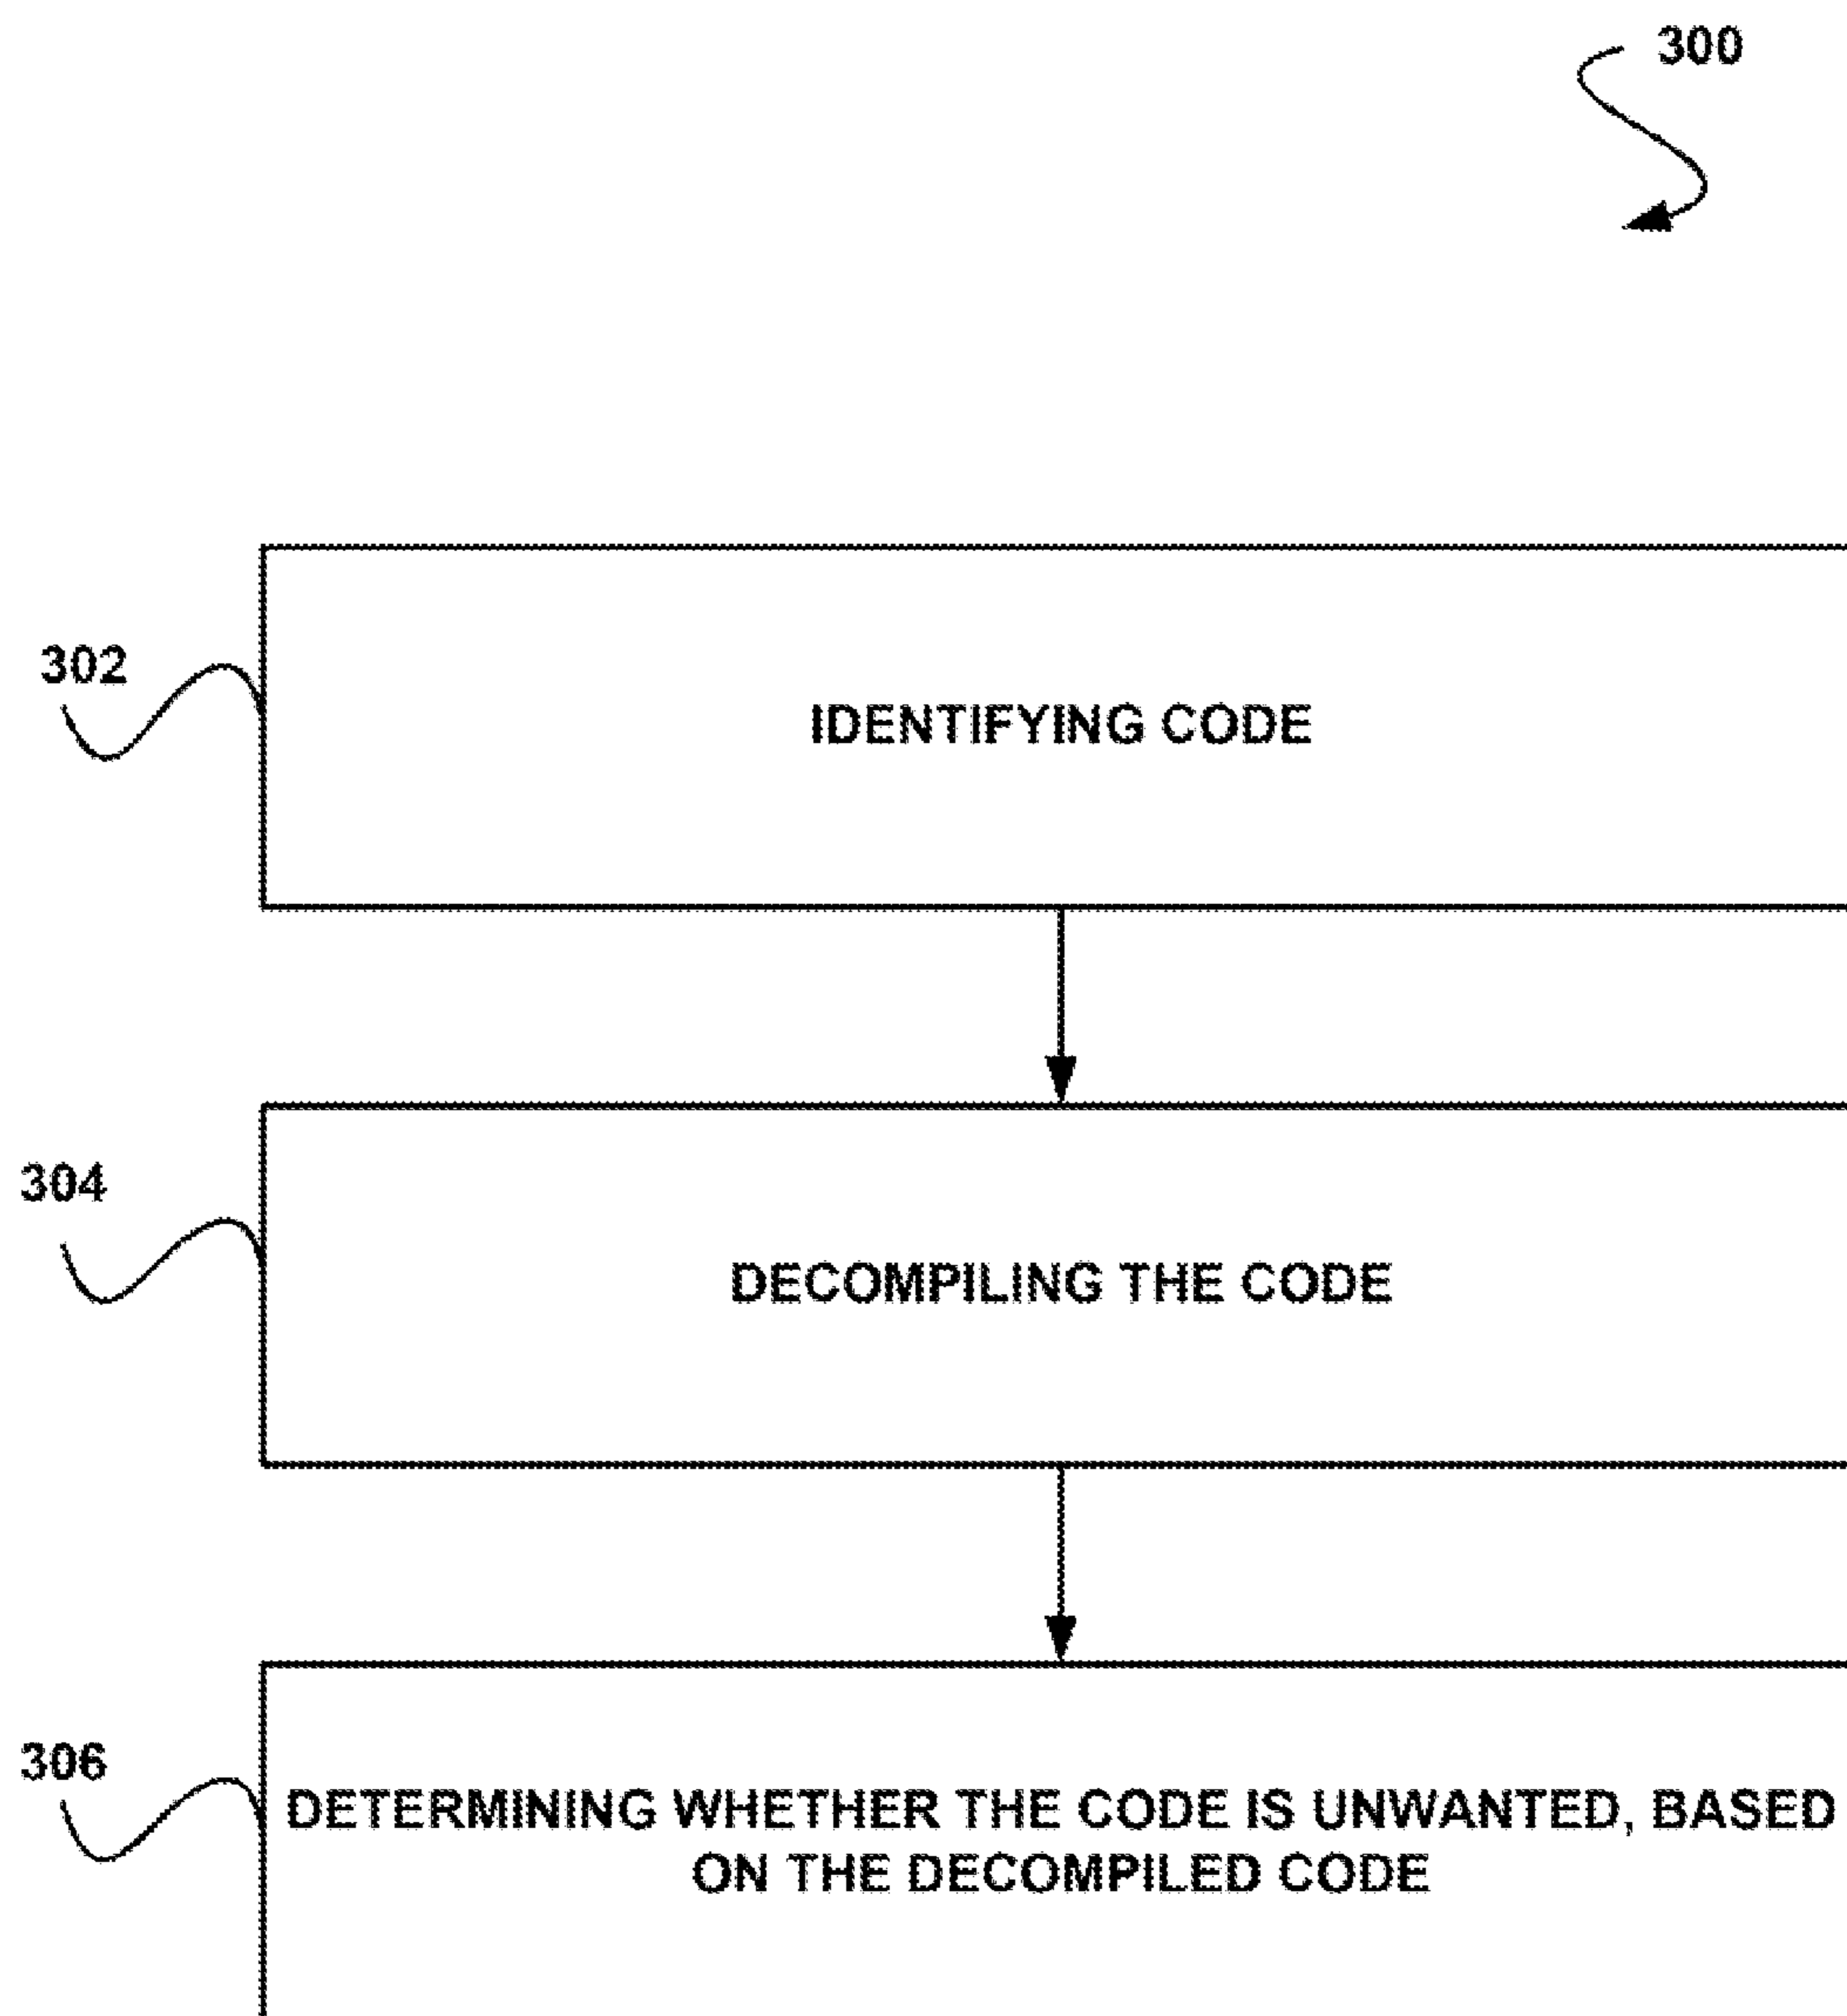 300
302
IDENTIFYING CODE
304
DECOMPILING THE CODE
306
DETERMINING WHETHER THE CODE IS UNWANTED, BASED
ON THE DECOMPILED CODE